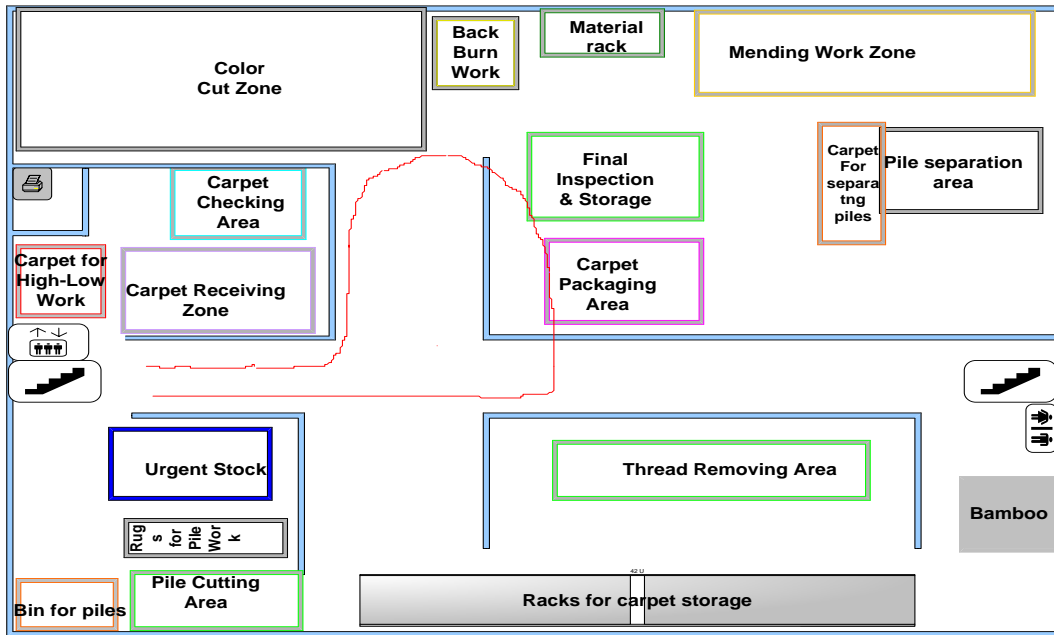 Color
Cut Zone
Back
Burn
Work
Material
rack
Mending Work Zone
Carpet
Checking
Area
Final
Inspection
& Storage
Carpet
For
separa
tng
piles
Pile separation
area
Carpet for
High-Low
Work
Carpet Receiving
Zone
Carpet
Packaging
Area
Urgent Stock
Thread Removing Area
Bamboo
Rug
s
for
Pile
Wor
k
Bin for piles
Pile Cutting
Area
42 U
Racks for carpet storage